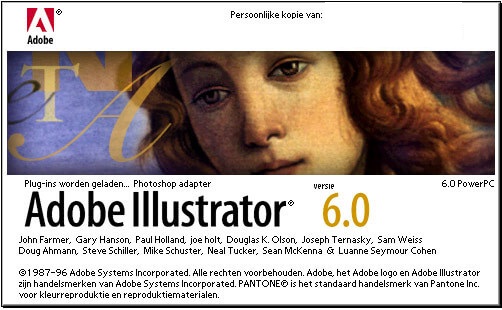 Adobe®
Persoonlijke kopie van:
T A
Plug-ins worden geladen... Photoshop adapter
6.0 PowerPC
Adobe Illustrator®
versie
6.0
John Farmer, Gary Hanson, Paul Holland, joe holt, Douglas K. Olson, Joseph Ternasky, Sam Weiss
Doug Ahmann, Steve Schiller, Mike Schuster, Neal Tucker, Sean McKenna & Luanne Seymour Cohen
©1987-96 Adobe Systems Incorporated. Alle rechten voorbehouden. Adobe, het Adobe logo en Adobe Illustrator
zijn handelsmerken van Adobe Systems Incorporated. PANTONE® is het standaard handelsmerk van Pantone Inc.
voor kleurreproduktie en reproduktiematerialen.